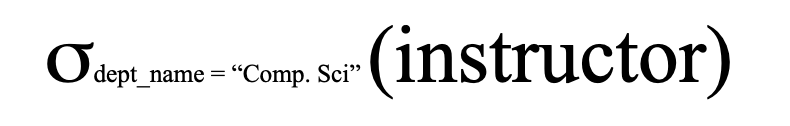 σdept_name = “Comp. Sci” (instructor)